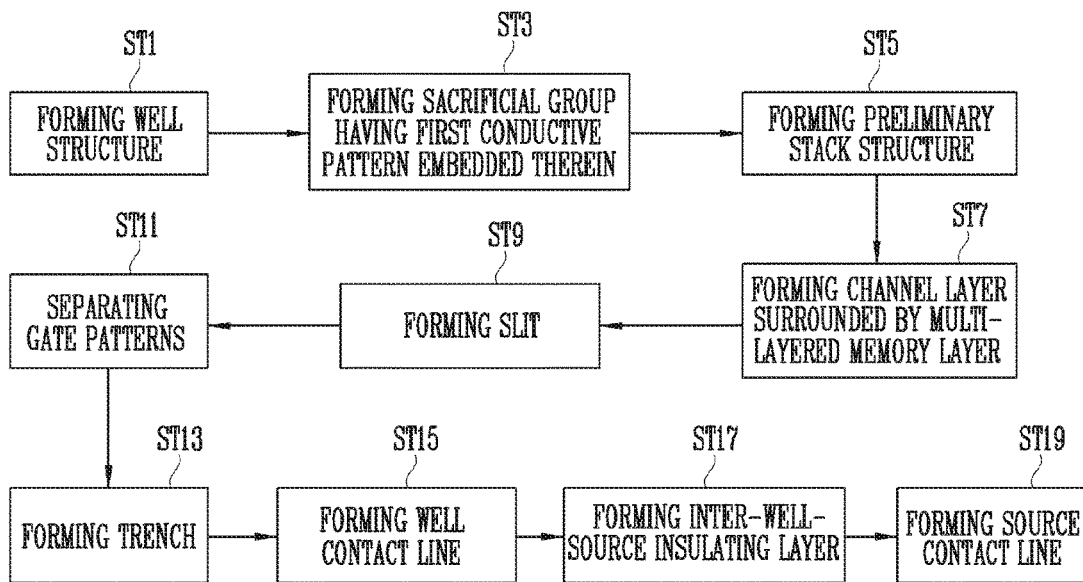 ST1
FORMING WELL
STRUCTURE
ST3
FORMING SACRIFICIAL GROUP
HAVING FIRST CONDUCTIVE
PATTERN EMBEDDED THEREIN
ST5
FORMING PRELIMINARY
STACK STRUCTURE
ST7
FORMING CHANNEL LAYER
SURROUNDED BY MULTI-
LAYERED MEMORY LAYER
ST9
FORMING SLIT
ST11
SEPARATING
GATE PATTERNS
ST13
FORMING TRENCH
ST15
FORMING WELL
CONTACT LINE
ST17
FORMING INTER-WELL-
SOURCE INSULATING LAYER
ST19
FORMING SOURCE
CONTACT LINE